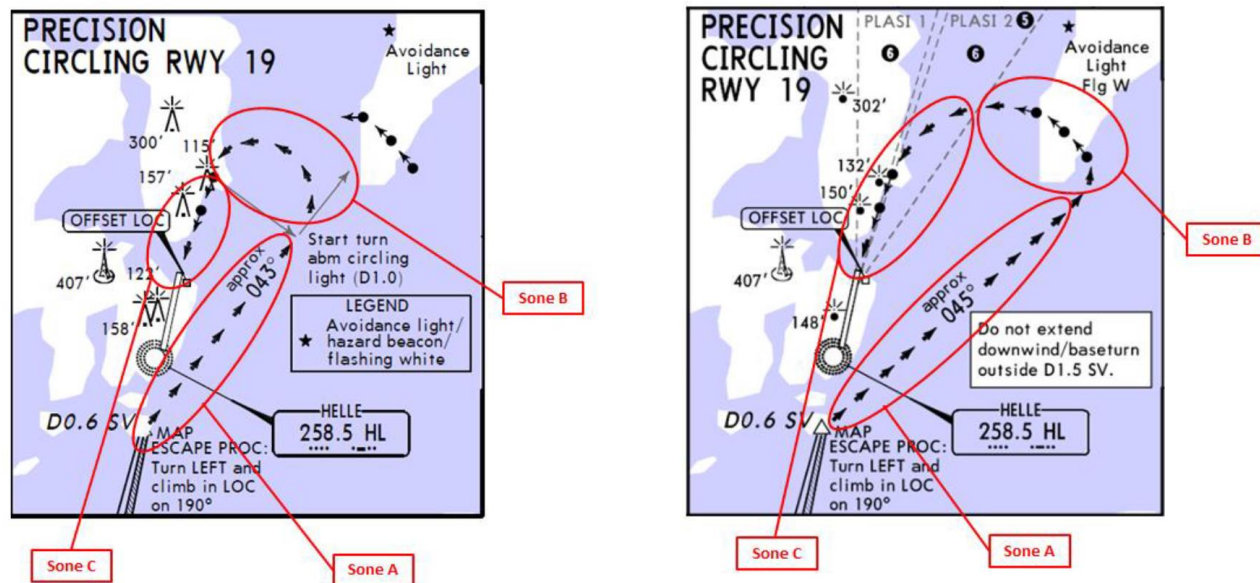 PRECISION
CIRCLING RWY 19
Avoidance
Light
300'
115'
157'
OFFSET LOC
407'
122'
158'
approx
043°
Start turn
abm circling
light (D1.0)
LEGEND
Avoidance light/
hazard beacon/
flashing white
D0.6 SV
MAP
ESCAPE PROC:
Turn LEFT and
climb in LOC
on 190°
HELLE
258.5 HL
Sone B
Sone C
Sone A
PRECISION
CIRCLING
RWY 19
PLASI 1
PLASI 2
5
6
6
Avoidance
Light
Flg W
302'
132'
150'
OFFSET LOC
407'
148'
approx
045°
Do not extend
downwind/baseturn
outside D1.5 SV.
D0.6 SV
MAP
ESCAPE PROC:
Turn LEFT and
climb in LOC
on 190°
HELLE
258.5 HL
Sone B
Sone C
Sone A